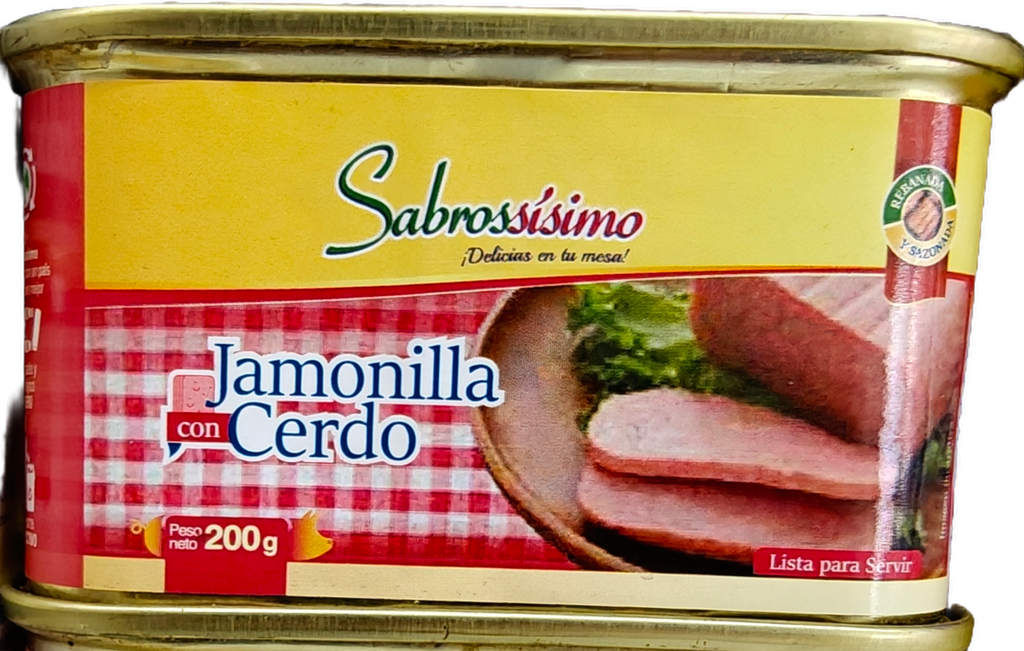 Sabrossísimo
¡Delicias en tu mesa!
REBANADA
Y SAZONADA
Jamonilla
con Cerdo
Peso
neto 200g
Lista para Servir